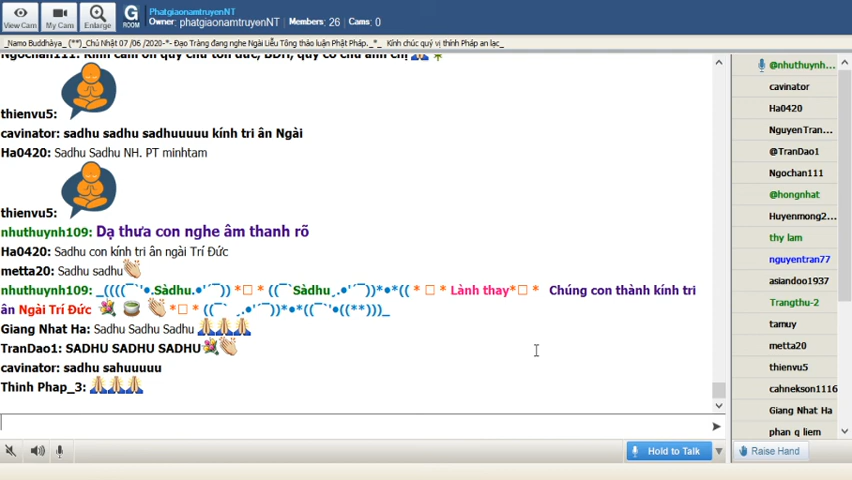 View Cam
My Cam
Enlarge
G
ROOM
PhatgiaonamtruyenNT
Owner: phatgiaonamtruyenNT Members: 26 Cams: 0
_Namo Buddhàya_ (**)_Chủ Nhật 07 /06 /2020-*- Đạo Tràng đang nghe Ngài Liễu Tông thảo luận Phật Pháp._*_ Kính chúc quý vị thính Pháp an lạc_
NgoChan111: Kính cảm ơn quý chư tôn đức, BĐH, quý cô chú anh chị
thienvu5:
cavinator: sadhu sadhu sadhuuuuu kính tri ân Ngài
Ha0420: Sadhu Sadhu NH. PT minhtam
thienvu5:
nhuthuynh109: Dạ thưa con nghe âm thanh rõ
Ha0420: Sadhu con kính tri ân ngài Trí Đức
metta20: Sadhu sadhu
nhuthuynh109: _((((¯`'•.Sàdhu.•'´¯)) *□ * ((¯`Sàdhu¸.•'´¯))*•*(( * □ * Lành thay*□ * Chúng con thành kính tri
ân Ngài Trí Đức *□ * ((¯` ¸.•'´¯))*•*((¯`'•((**)))_
Giang Nhat Ha: Sadhu Sadhu Sadhu
TranDao1: SADHU SADHU SADHU
cavinator: sadhu sahuuuuu
Thinh Phap_3:
Hold to Talk
@nhuthuynh...
cavinator
Ha0420
NguyenTran...
@TranDao1
Ngochan111
@hongnhat
Huyenmong2...
thy lam
nguyentran77
asiandoo1937
Trangthu-2
tamuy
metta20
thienvu5
cahnekson1116
Giang Nhat Ha
phan q liem
Raise Hand